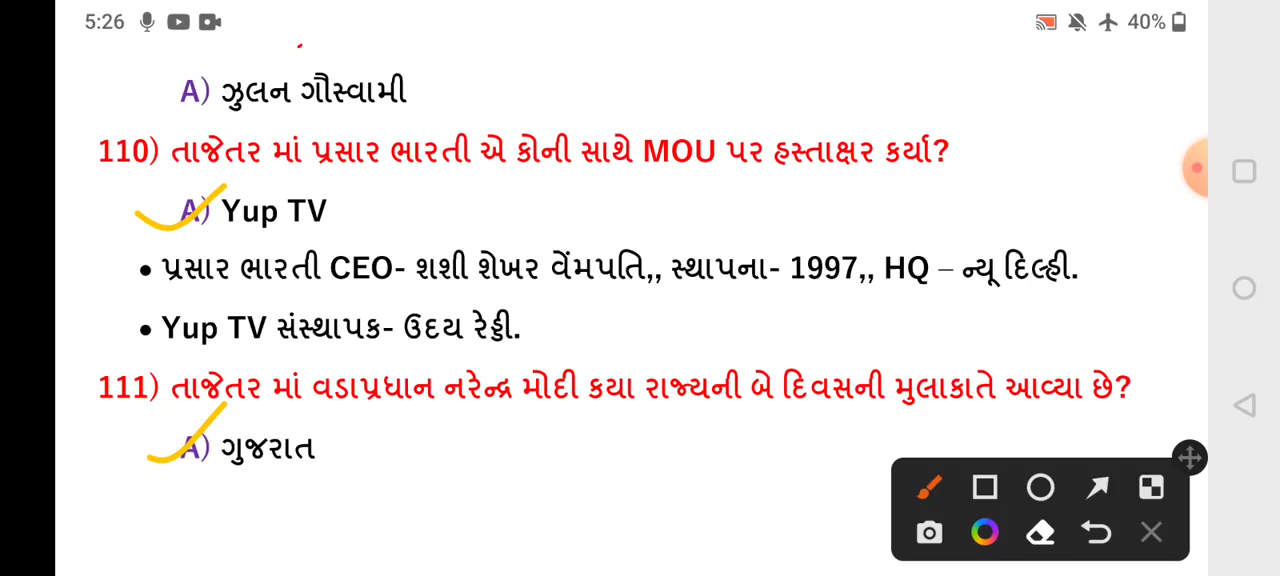 5:26 40%
A) ઝુલન ગૌસ્વામી
110) તાજેતર માં પ્રસાર ભારતી એ કોની સાથે MOU પર હસ્તાક્ષર કર્યા?
A) Yup TV
• પ્રસાર ભારતી CEO- શશી શેખર વેંમપતિ,, સ્થાપના- 1997,, HQ – ન્યૂ દિલ્હી.
• Yup TV સંસ્થાપક- ઉદય રેડ્ડી.
111) તાજેતર માં વડાપ્રધાન નરેન્દ્ર મોદી કયા રાજ્યની બે દિવસની મુલાકાતે આવ્યા છે?
A) ગુજરાત